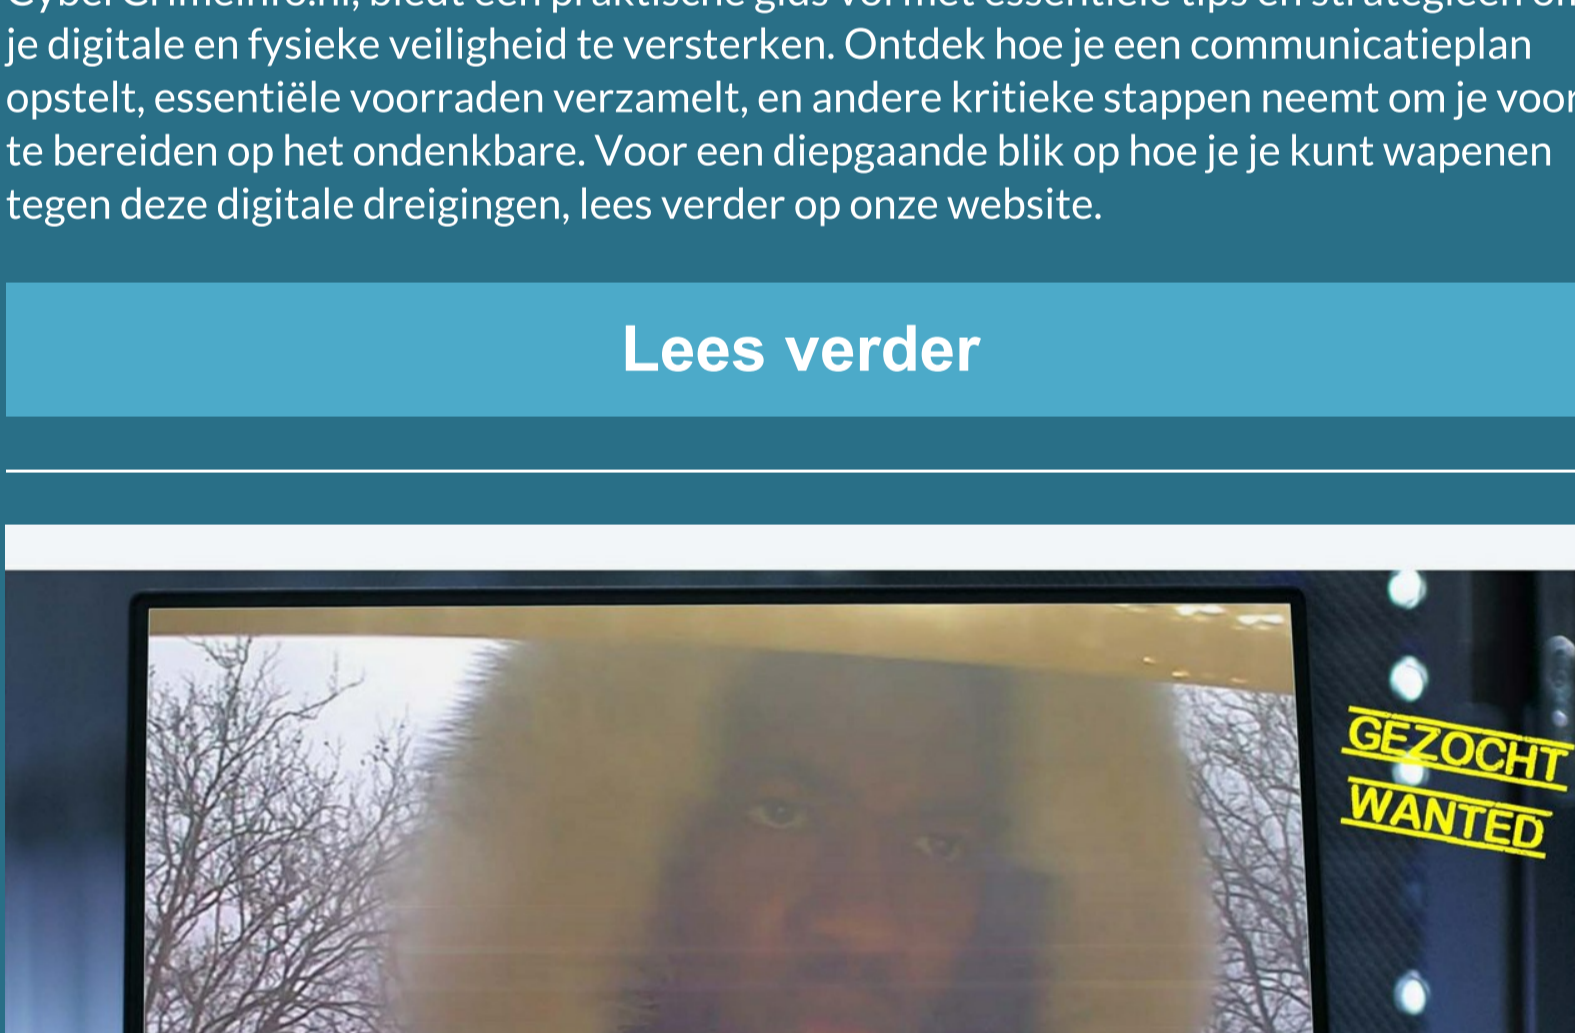 je digitale en fysieke veiligheid te versterken. Ontdek hoe je een communicatieplan
opstelt, essentiële voorraden verzamelt, en andere kritieke stappen neemt om je voor
te bereiden op het ondenkbare. Voor een diepgaande blik op hoe je je kunt wapenen
tegen deze digitale dreigingen, lees verder op onze website.
Lees verder
GEZOCHT
WANTED